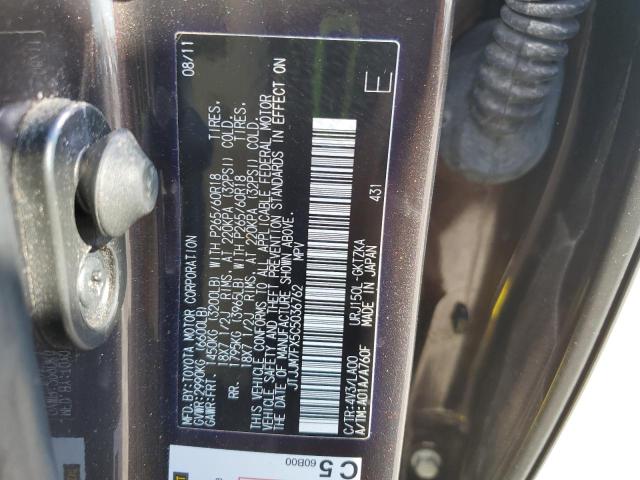 MFD.BY:TOYOTA MOTOR CORPORATION 08/11
GVWR:2990KG(6600LB)
GAWR:FRT. 1450KG(3200LB) WITH P265/60R18 TIRES,
18X7 1/2J RIMS, AT 220KPA (32PSI) COLD.
RR. 1792KG(3945LB) WITH P265/60R18 TIRES,
18X7 1/2J RIMS, AT 220KPA (32PSI) COLD.
THIS VEHICLE CONFORMS TO ALL APPLICABLE FEDERAL MOTOR
VEHICLE SAFETY AND THEFT PREVENTION STANDARDS IN EFFECT ON
THE DATE OF MANUFACTURE SHOWN ABOVE.
JTJJM7FX5C5036762 MPV
431 E
C/TR:4V3/LA00 URJ150L-GKTZKA
A/TM:A01A/A760F MADE IN JAPAN
C5
60B00